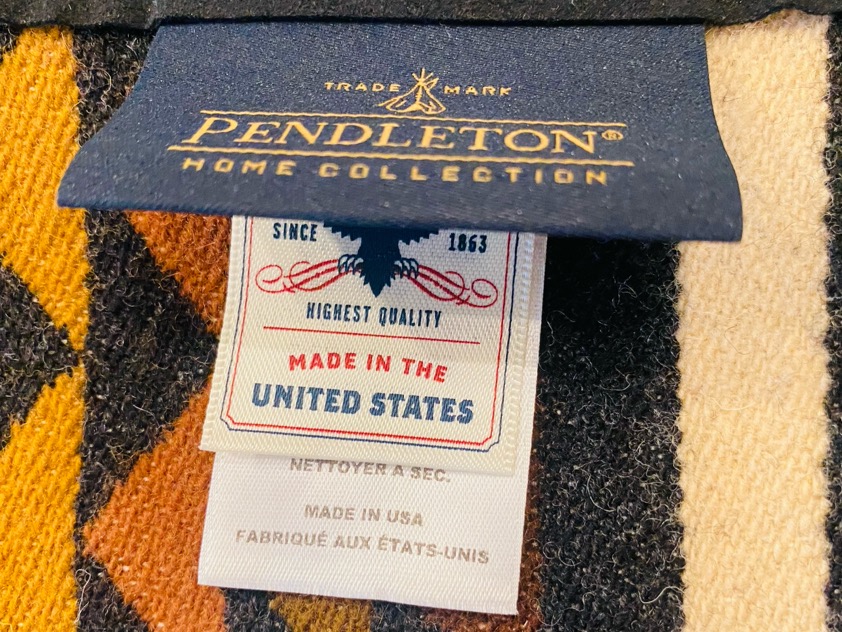 TRADE MARK
PENDLETON®
HOME COLLECTION
SINCE 1863
HIGHEST QUALITY
MADE IN THE
UNITED STATES
NETTOYER A SEC.
MADE IN USA
FABRIQUÉ AUX ÉTATS-UNIS